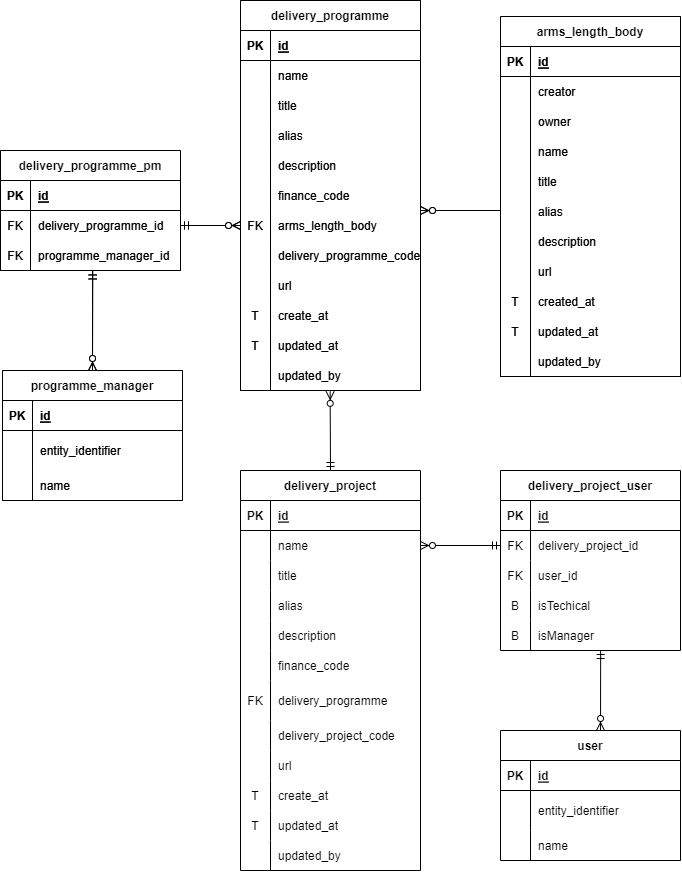 delivery_programme
PK id
name
title
alias
description
finance_code
FK arms_length_body
delivery_programme_code
url
T create_at
T updated_at
updated_by
arms_length_body
PK id
creator
owner
name
title
alias
description
url
T created_at
T updated_at
updated_by
delivery_programme_pm
PK id
FK delivery_programme_id
FK programme_manager_id
programme_manager
PK id
entity_identifier
name
delivery_project
PK id
name
title
alias
description
finance_code
FK delivery_programme
delivery_project_code
url
T create_at
T updated_at
updated_by
delivery_project_user
PK id
FK delivery_project_id
FK user_id
B isTechical
B isManager
user
PK id
entity_identifier
name